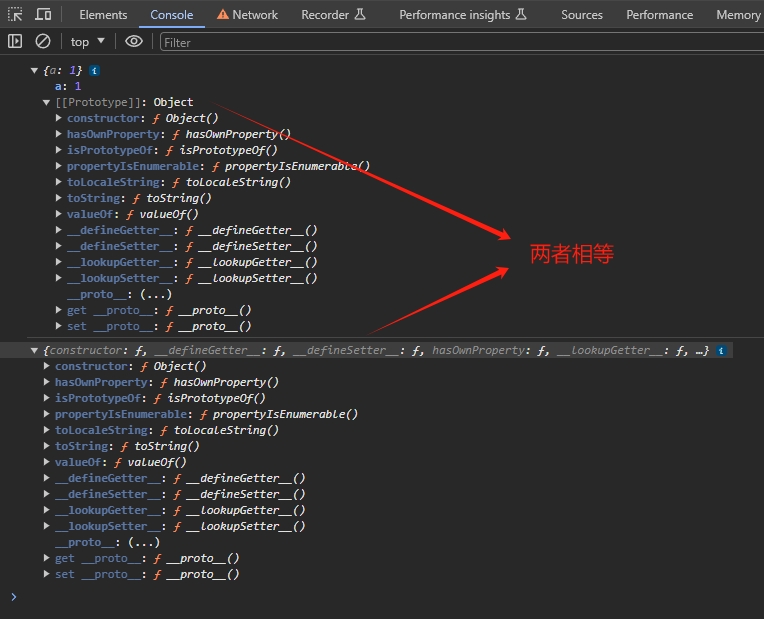 Elements Console Network Recorder Performance insights Sources Performance Memory
top Filter
{a: 1} i
a: 1
[[Prototype]]: Object
constructor: ƒ Object()
hasOwnProperty: ƒ hasOwnProperty()
isPrototypeOf: ƒ isPrototypeOf()
propertyIsEnumerable: ƒ propertyIsEnumerable()
toLocaleString: ƒ toLocaleString()
toString: ƒ toString()
valueOf: ƒ valueOf()
__defineGetter__: ƒ __defineGetter__()
__defineSetter__: ƒ __defineSetter__()
两者相等
__lookupGetter__: ƒ __lookupGetter__()
__lookupSetter__: ƒ __lookupSetter__()
__proto__: (...)
get __proto__: ƒ __proto__()
set __proto__: ƒ __proto__()
{constructor: ƒ, __defineGetter__: ƒ, __defineSetter__: ƒ, hasOwnProperty: ƒ, __lookupGetter__: ƒ, …} i
constructor: ƒ Object()
hasOwnProperty: ƒ hasOwnProperty()
isPrototypeOf: ƒ isPrototypeOf()
propertyIsEnumerable: ƒ propertyIsEnumerable()
toLocaleString: ƒ toLocaleString()
toString: ƒ toString()
valueOf: ƒ valueOf()
__defineGetter__: ƒ __defineGetter__()
__defineSetter__: ƒ __defineSetter__()
__lookupGetter__: ƒ __lookupGetter__()
__lookupSetter__: ƒ __lookupSetter__()
__proto__: (...)
get __proto__: ƒ __proto__()
set __proto__: ƒ __proto__()